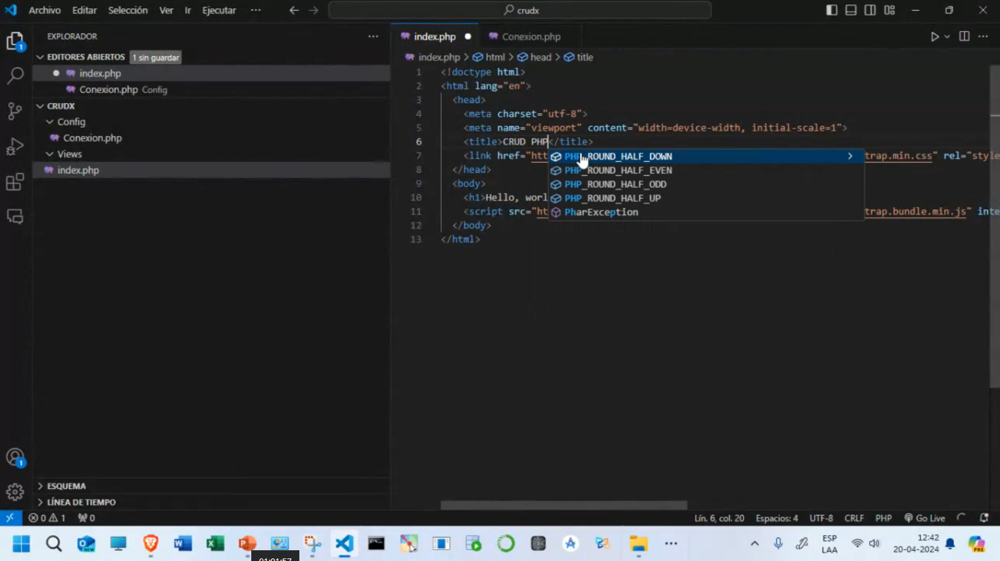 Archivo Editar Selección Ver Ir Ejecutar ··· crudx
EXPLORADOR
EDITORES ABIERTOS 1 sin guardar
index.php
Conexion.php Config
CRUDX
Config
Conexion.php
Views
index.php
ESQUEMA
LÍNEA DE TIEMPO
index.php Conexion.php
index.php > html > head > title
1 <!doctype html>
2 <html lang="en">
3 <head>
4 <meta charset="utf-8">
5 <meta name="viewport" content="width=device-width, initial-scale=1">
6 <title>CRUD PHP</title>
7 <link href="htt trap.min.css" rel="style
8 </head>
9 <body>
10 <h1>Hello, worl
11 <script src="ht trap.bundle.min.js" inte
12 </body>
13 </html>
PHP_ROUND_HALF_DOWN
PHP_ROUND_HALF_EVEN
PHP_ROUND_HALF_ODD
PHP_ROUND_HALF_UP
PharException
1
1
0 1 0 Lín. 6, col. 20 Espacios: 4 UTF-8 CRLF PHP Go Live
NEW ESP 12:42
LAA 20-04-2024 PRE
01:01:57